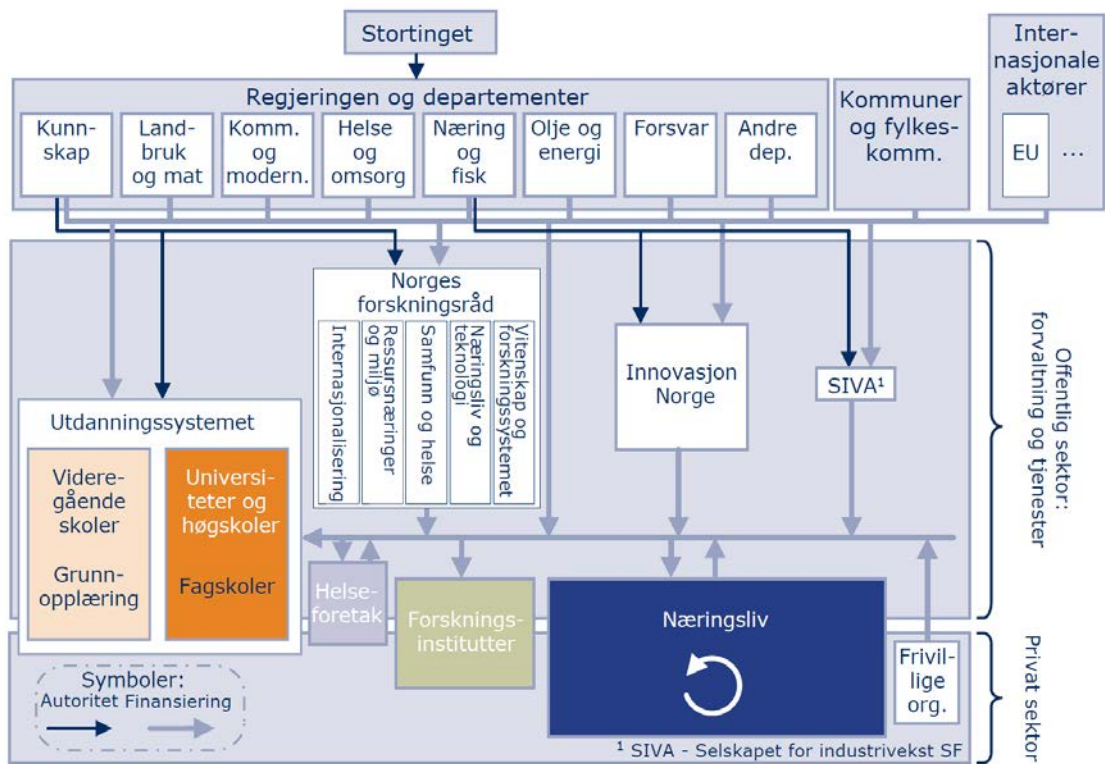 Stortinget
Inter-
nasjonale
aktører
EU
...
Regjeringen og departementer
Kunn-
skap
Land-
bruk
og mat
Komm.
og
modern.
Helse
og
omsorg
Næring
og
fisk
Olje og
energi
Forsvar
Andre
dep.
Kommuner
og fylkes-
komm.
Norges
forskningsråd
Internasjonalisering
Ressursnæringer
og miljø
Samfunn og helse
Næringsliv og
teknologi
Vitenskap og
forskningssystemet
Innovasjon
Norge
SIVA¹
Offentlig sektor:
forvaltning og tjenester
Utdanningssystemet
Videre-
gående
skoler
Grunn-
opplæring
Universi-
teter og
høgskoler
Fagskoler
Helse-
foretak
Forsknings-
institutter
Næringsliv
Frivil-
lige
org.
Privat sektor
Symboler:
Autoritet Finansiering
¹ SIVA - Selskapet for industrivekst SF